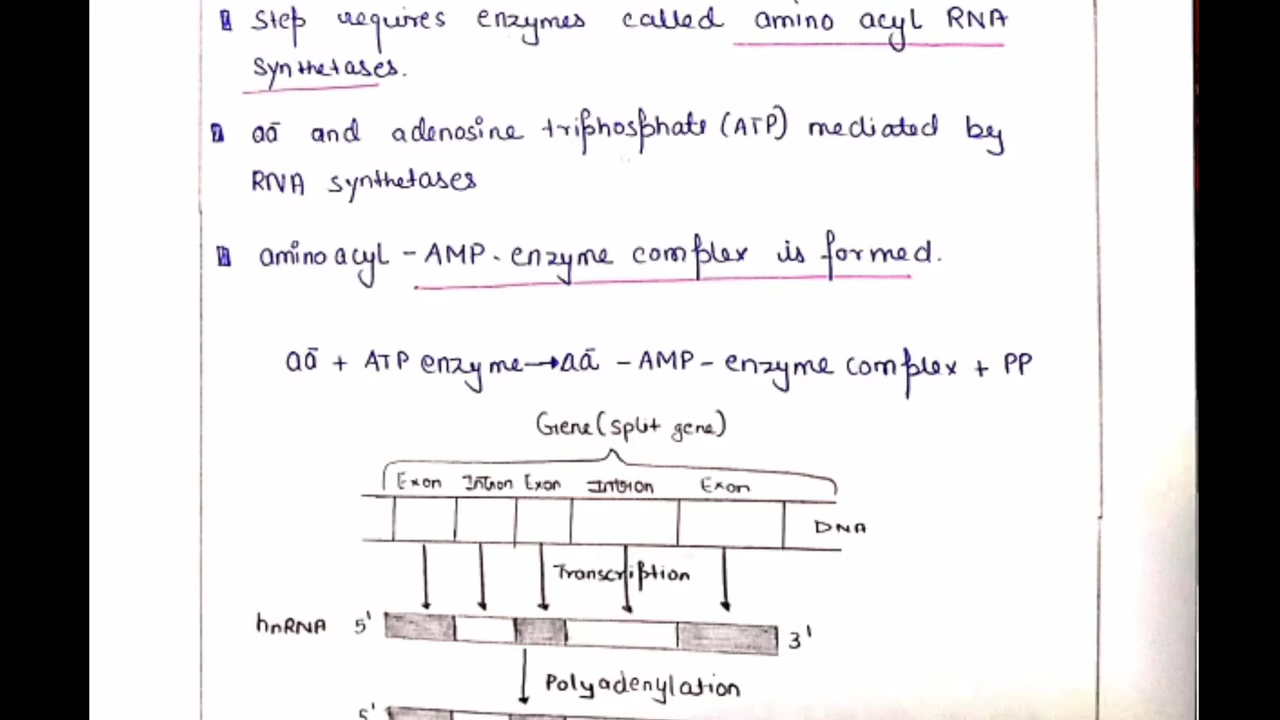 Step requires enzymes called amino acyl RNA
synthetases.
aā and adenosine triphosphate (ATP) mediated by
RNA synthetases
amino acyl - AMP - enzyme complex is formed.
aā + ATP enzyme → aā - AMP - enzyme complex + PP
Gene (split gene)
Exon Intron Exon Intron Exon
DNA
Transcription
hnRNA 5' 3'
Polyadenylation
5'